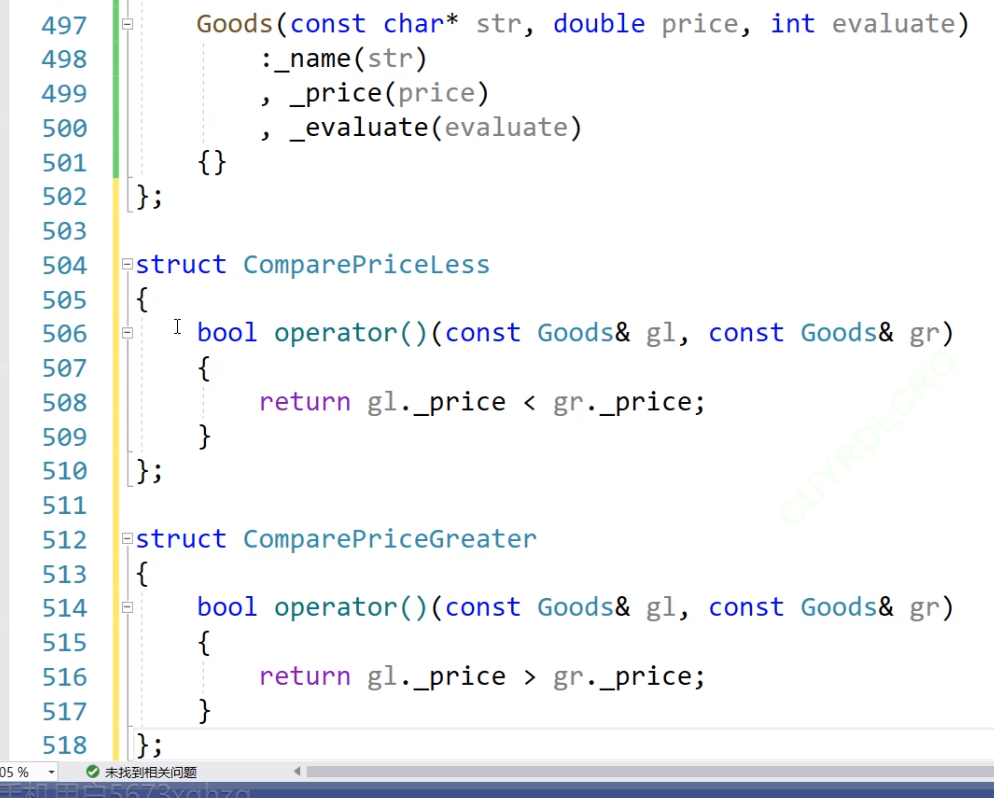 497 Goods(const char* str, double price, int evaluate)
498 :_name(str)
499 , _price(price)
500 , _evaluate(evaluate)
501 {}
502 };
503
504 struct ComparePriceLess
505 {
506 bool operator()(const Goods& gl, const Goods& gr)
507 {
508 return gl._price < gr._price;
509 }
510 };
511
512 struct ComparePriceGreater
513 {
514 bool operator()(const Goods& gl, const Goods& gr)
515 {
516 return gl._price > gr._price;
517 }
518 };
CUYRDLCRO
05 % 未找到相关问题